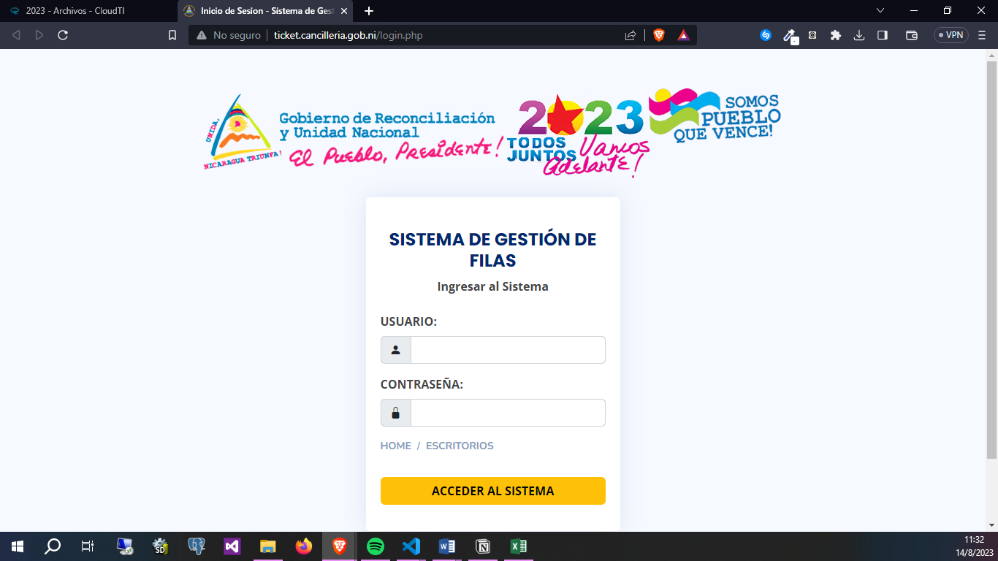 2023 - Archivos - CloudTI
Inicio de Sesíon - Sistema de Ges
No seguro
ticket.cancilleria.gob.ni/login.php
VPN
UNIDA,
NICARAGUA TRIUNFA!
Gobierno de Reconciliación
y Unidad Nacional
El Pueblo, Presidente!
2023
TODOS
JUNTOS Vamos
Adelante!
SOMOS
PUEBLO
QUE VENCE!
SISTEMA DE GESTIÓN DE
FILAS
Ingresar al Sistema
USUARIO:
CONTRASEÑA:
HOME / ESCRITORIOS
ACCEDER AL SISTEMA
11:32
14/8/2023